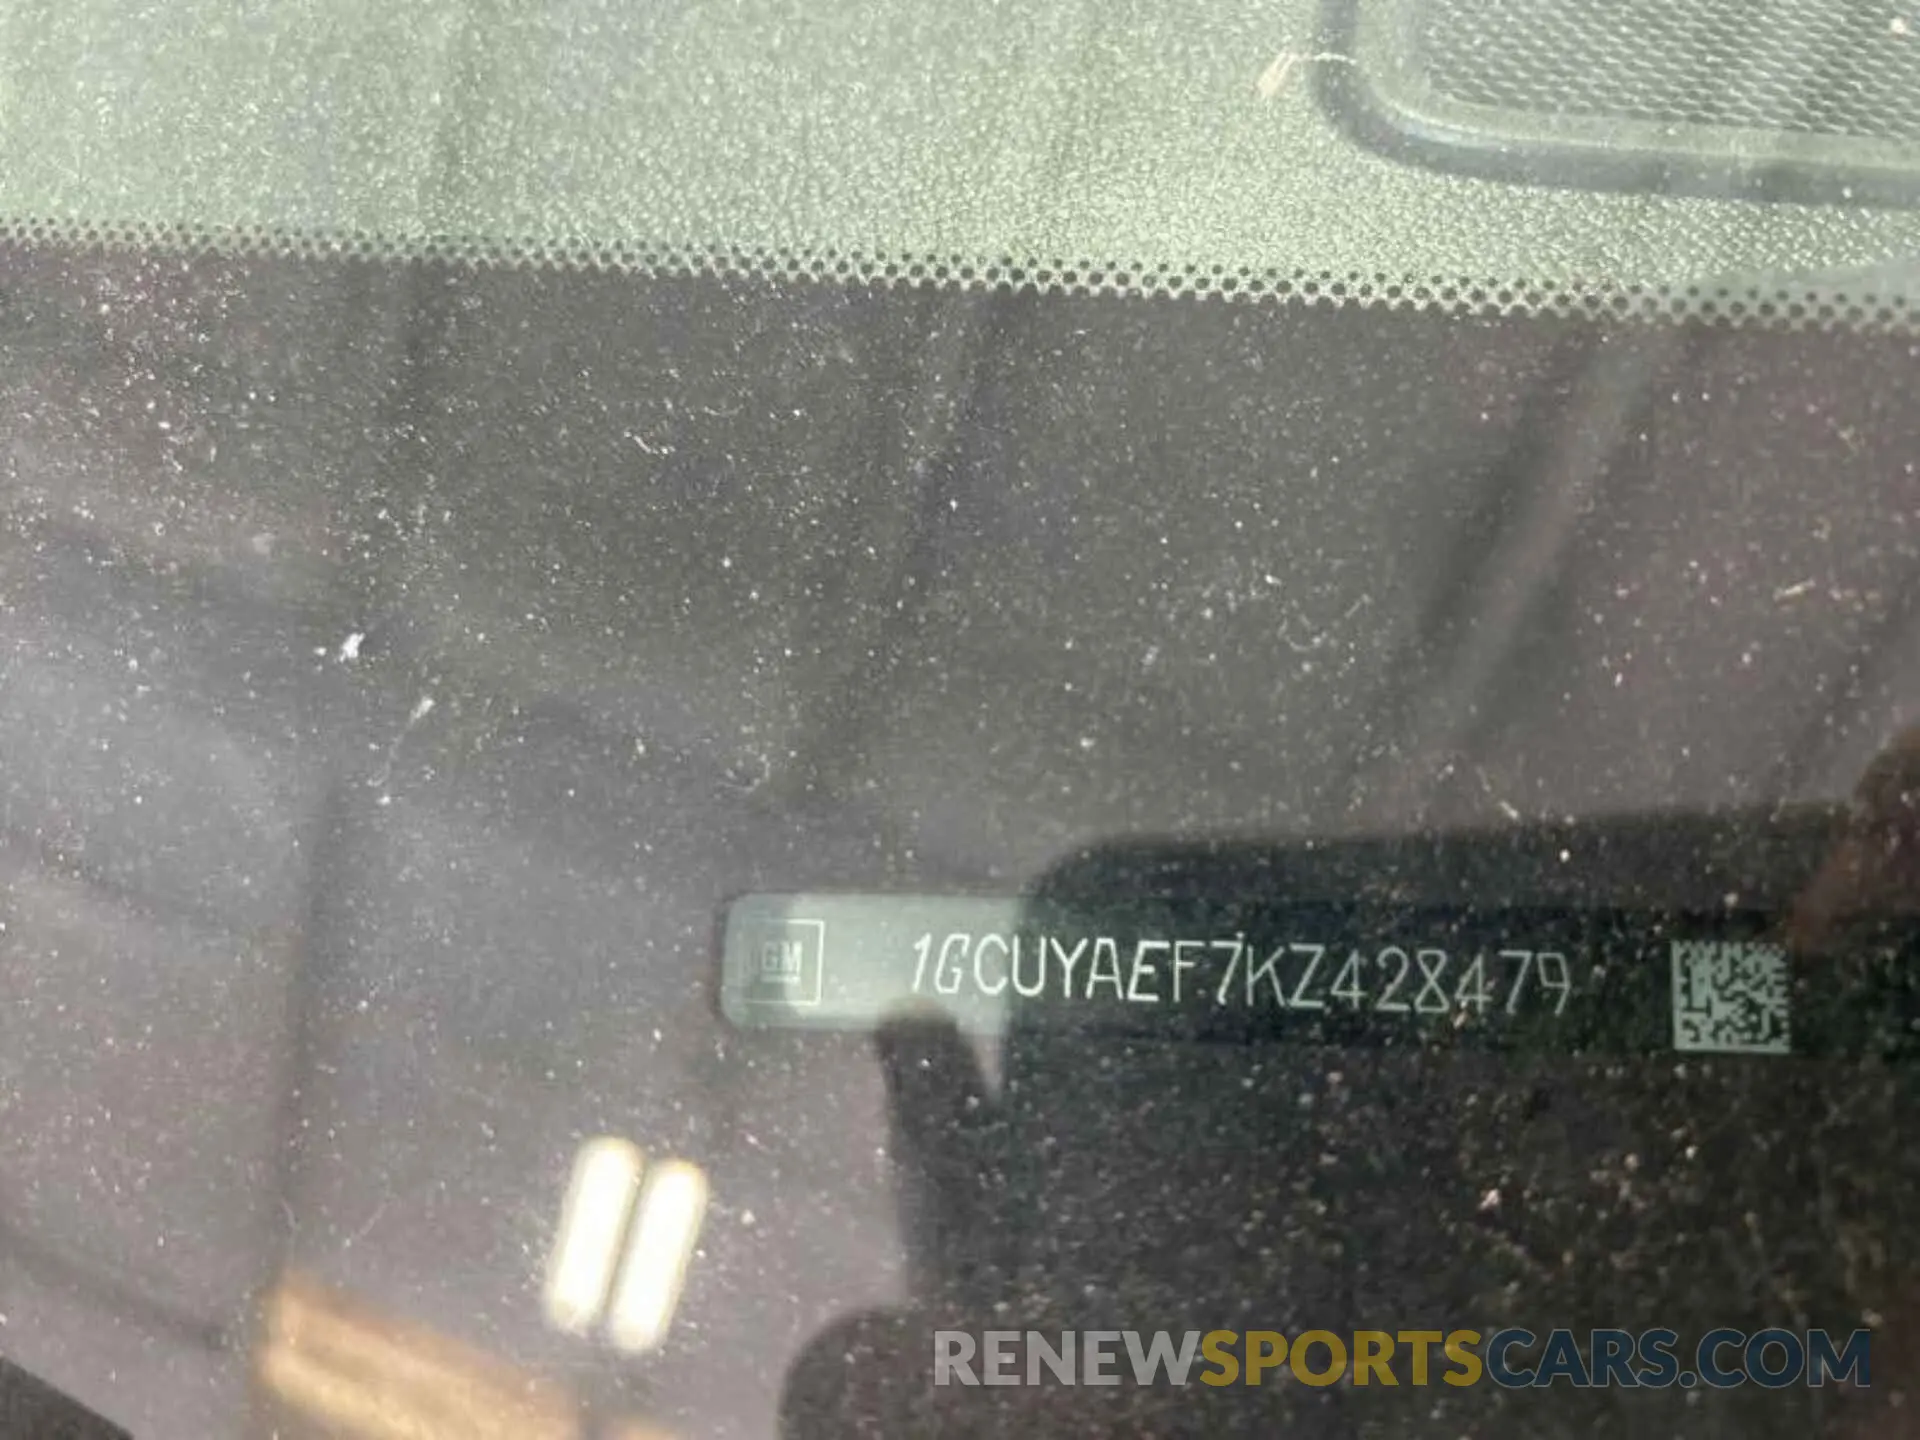 GM 1GCUYAEF7KZ428479
RENEWSPORTSCARS.COM